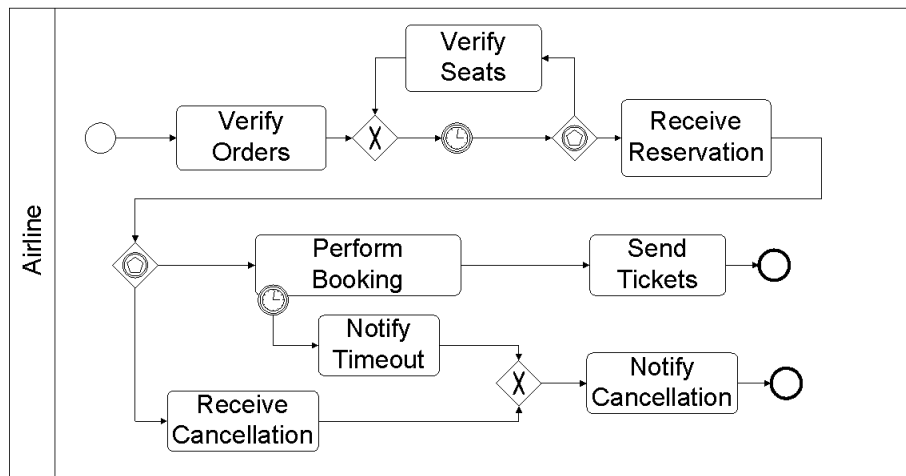 Airline
Verify
Seats
Verify
Orders
Receive
Reservation
Perform
Booking
Send
Tickets
Notify
Timeout
Notify
Cancellation
Receive
Cancellation